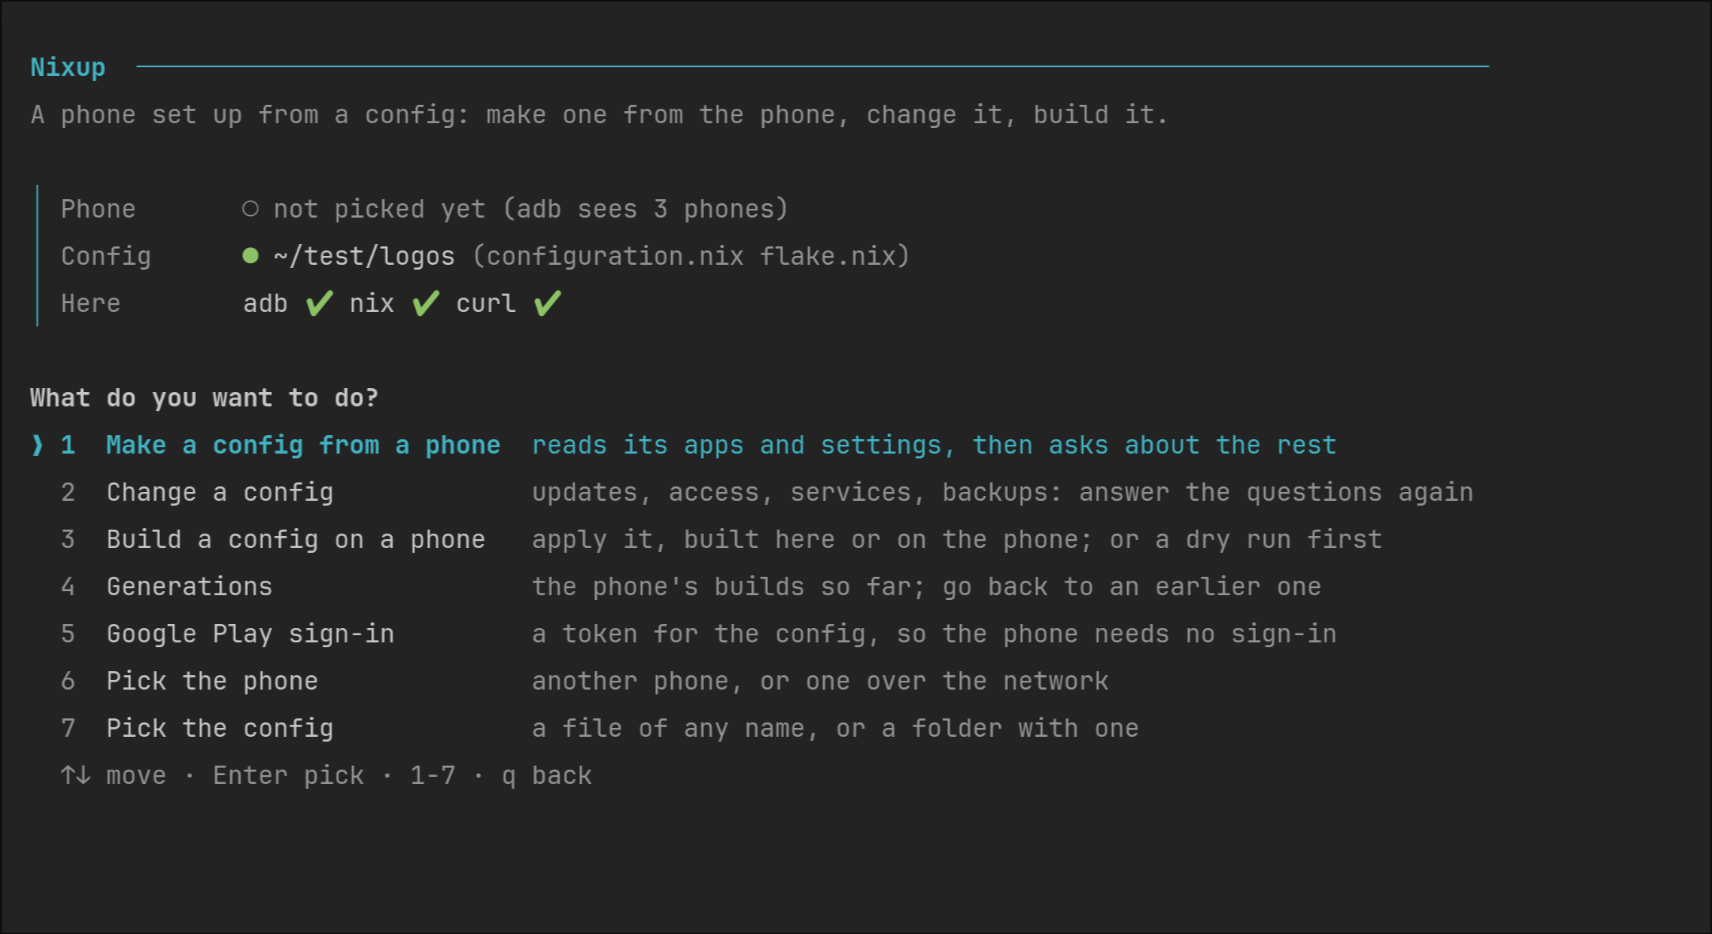 Nixup
A phone set up from a config: make one from the phone, change it, build it.
Phone ○ not picked yet (adb sees 3 phones)
Config ● ~/test/logos (configuration.nix flake.nix)
Here adb ✔ nix ✔ curl ✔
What do you want to do?
❱ 1 Make a config from a phone reads its apps and settings, then asks about the rest
2 Change a config updates, access, services, backups: answer the questions again
3 Build a config on a phone apply it, built here or on the phone; or a dry run first
4 Generations the phone's builds so far; go back to an earlier one
5 Google Play sign-in a token for the config, so the phone needs no sign-in
6 Pick the phone another phone, or one over the network
7 Pick the config a file of any name, or a folder with one
↑↓ move · Enter pick · 1-7 · q back